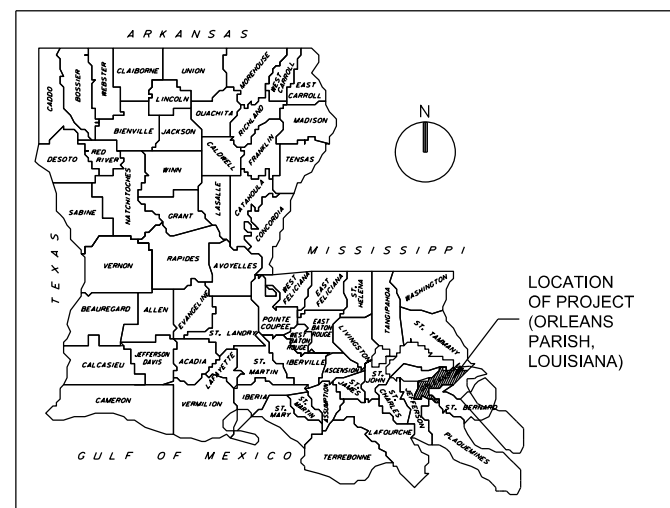 ARKANSAS
CADDO
BOSSIER
WEBSTER
CLAIBORNE
UNION
MOREHOUSE
WEST CARROLL
EAST CARROLL
LINCOLN
OUACHITA
RICHLAND
MADISON
BIENVILLE
JACKSON
DESOTO
RED RIVER
CALDWELL
FRANKLIN
TENSAS
WINN
NATCHITOCHES
SABINE
GRANT
LASALLE
CATAHOULA
CONCORDIA
N
TEXAS
MISSISSIPPI
VERNON
RAPIDES
AVOYELLES
WEST FELICIANA
EAST FELICIANA
ST. HELENA
TANGIPAHOA
WASHINGTON
BEAUREGARD
ALLEN
EVANGELINE
ST. LANDRY
POINTE COUPEE
WEST BATON ROUGE
EAST BATON ROUGE
LIVINGSTON
ST. TAMMANY
CALCASIEU
JEFFERSON DAVIS
ACADIA
LAFAYETTE
ST. MARTIN
IBERVILLE
ASCENSION
ST. JAMES
ST. JOHN
ST. CHARLES
JEFFERSON
ST. BERNARD
CAMERON
VERMILION
IBERIA
ST. MARY
ST. MARTIN
ASSUMPTION
LAFOURCHE
TERREBONNE
PLAQUEMINES
GULF OF MEXICO
LOCATION
OF PROJECT
(ORLEANS
PARISH,
LOUISIANA)